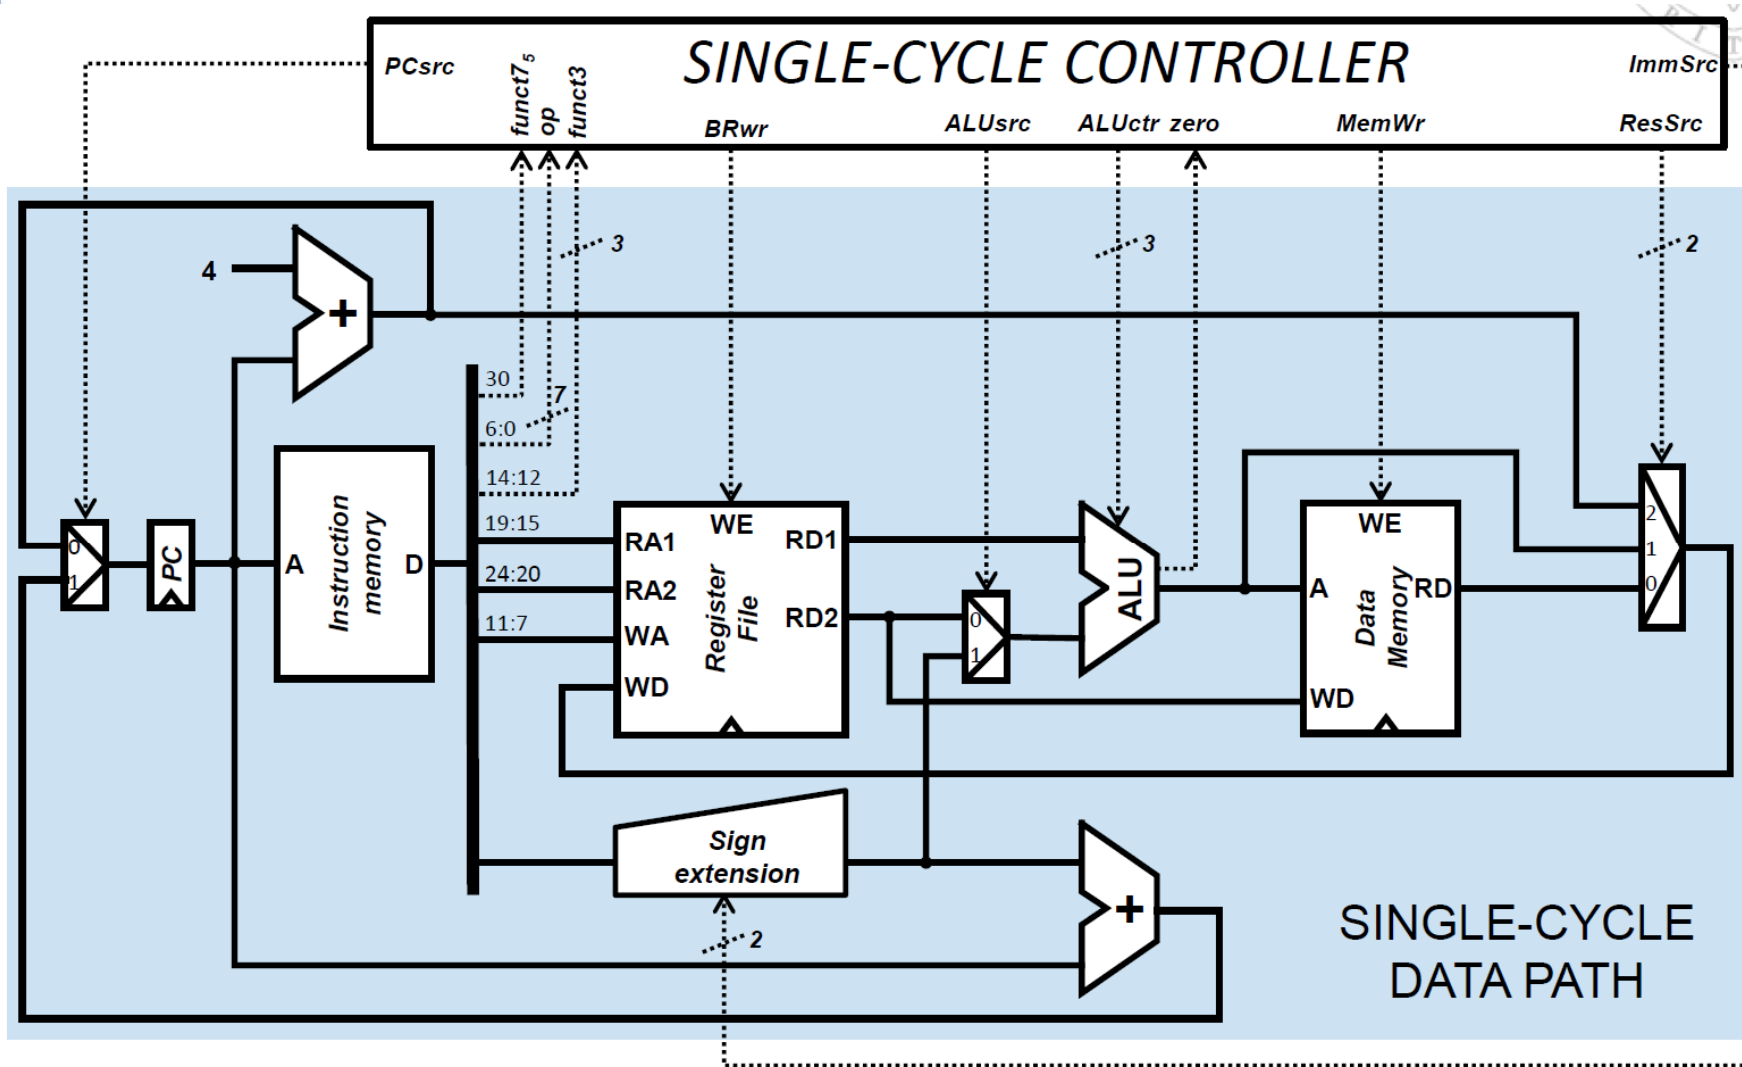 SINGLE-CYCLE CONTROLLER
PCsrc
funct7₅
op
funct3
BRwr
ALUsrc
ALUctr
zero
MemWr
ImmSrc
ResSrc
3
3
2
4
+
30
7
6:0
14:12
19:15
24:20
11:7
0
1
PC
A
Instruction memory
D
WE
RA1
RA2
WA
WD
Register File
RD1
RD2
0
1
ALU
WE
A
Data Memory
RD
WD
2
1
0
Sign
extension
2
+
SINGLE-CYCLE
DATA PATH